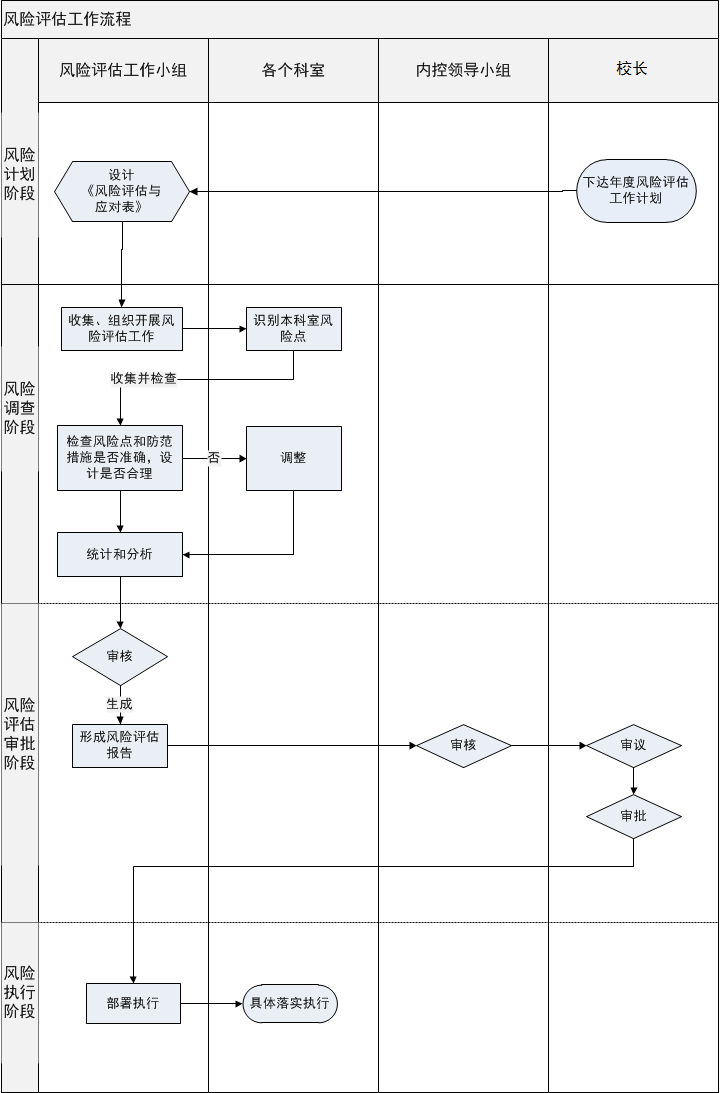 风险评估工作流程
风险评估工作小组
各个科室
内控领导小组
校长
风险
计划
阶段
设计
《风险评估与
应对表》
下达年度风险评估
工作计划
风险
调查
阶段
收集、组织开展风
险评估工作
识别本科室风
险点
收集并检查
检查风险点和防范
措施是否准确，设
计是否合理
否
调整
统计和分析
风险
评估
审批
阶段
审核
生成
形成风险评估
报告
审核
审议
审批
风险
执行
阶段
部署执行
具体落实执行